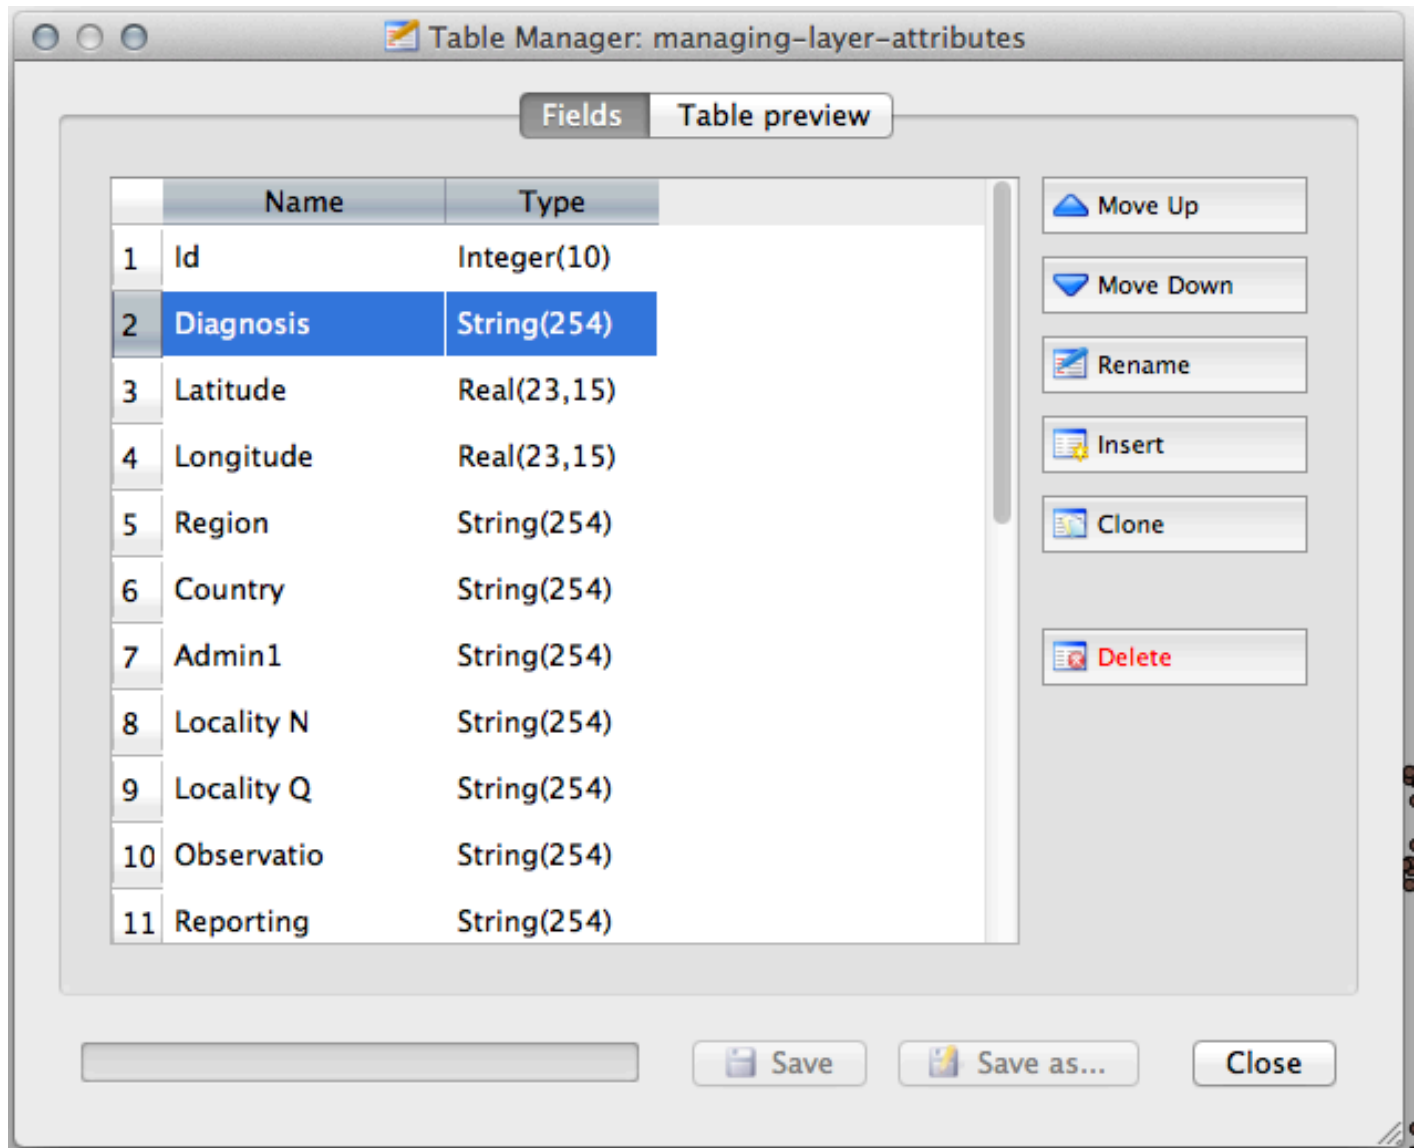 Table Manager: managing-layer-attributes
Fields Table preview
Name Type
1 Id Integer(10)
2 Diagnosis String(254)
3 Latitude Real(23,15)
4 Longitude Real(23,15)
5 Region String(254)
6 Country String(254)
7 Admin1 String(254)
8 Locality N String(254)
9 Locality Q String(254)
10 Observatio String(254)
11 Reporting String(254)
Move Up
Move Down
Rename
Insert
Clone
Delete
Save Save as... Close